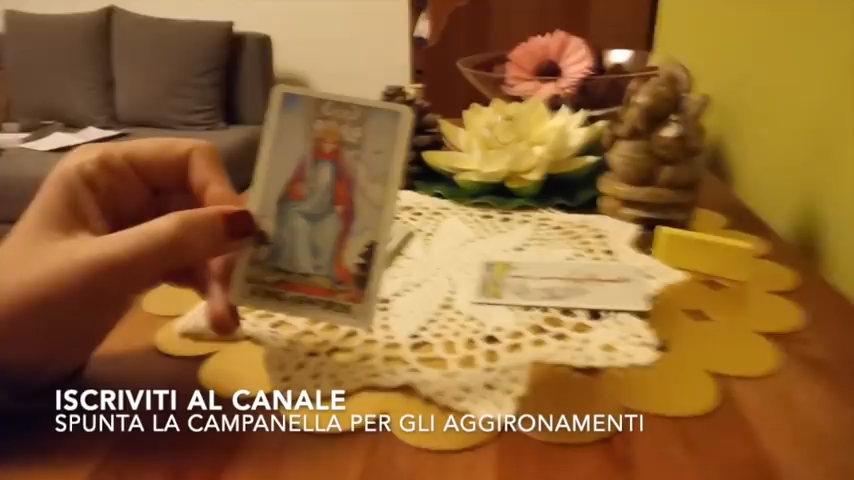 ISCRIVITI AL CANALE
SPUNTA LA CAMPANELLA PER GLI AGGIRONAMENTI